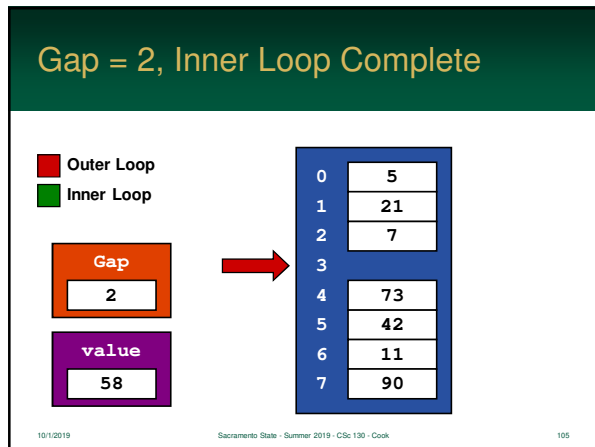 Gap = 2, Inner Loop Complete
Outer Loop
Inner Loop
Gap
2
value
58
0 5
1 21
2 7
3
4 73
5 42
6 11
7 90
10/1/2019 Sacramento State - Summer 2019 - CSc 130 - Cook 105